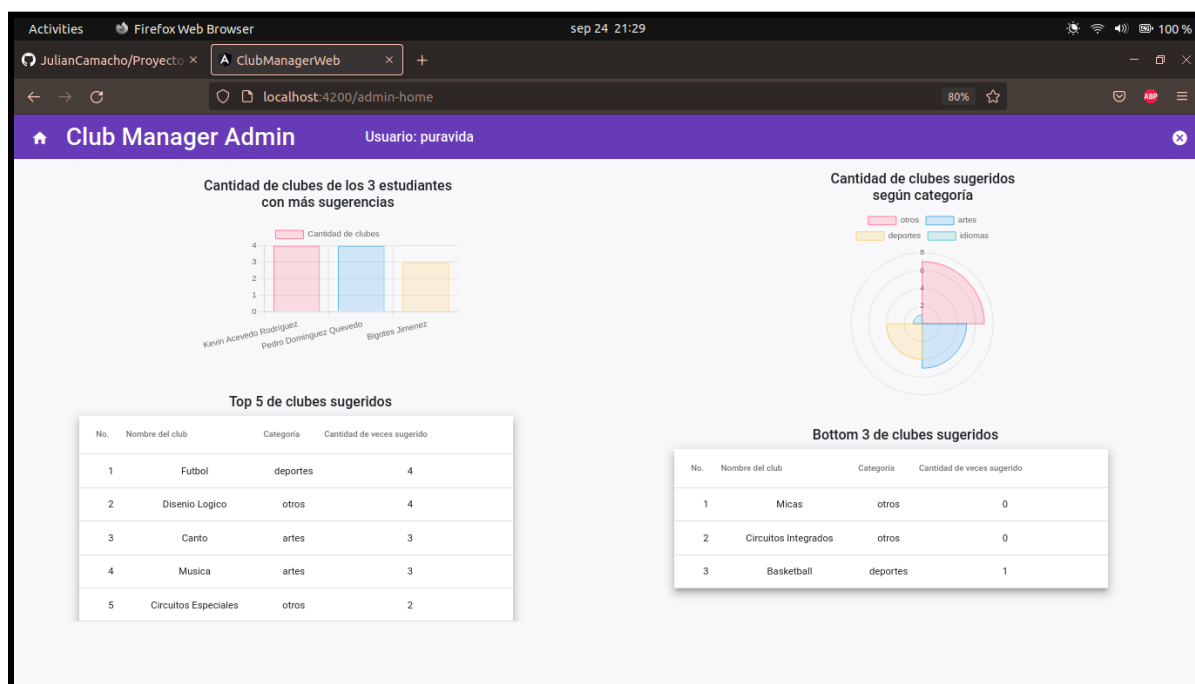 Activities Firefox Web Browser sep 24 21:29 100 %
JulianCamacho/Proyecto × ClubManagerWeb × +
localhost:4200/admin-home 80% ABP
Club Manager Admin Usuario: puravida
Cantidad de clubes de los 3 estudiantes
con más sugerencias
Cantidad de clubes
4
3
2
1
0
Kevin Acevedo Rodriguez
Pedro Dominguez Quevedo
Bigotes Jimenez
Cantidad de clubes sugeridos
según categoría
otros artes
deportes idiomas
8
6
4
2
Top 5 de clubes sugeridos
No. Nombre del club Categoría Cantidad de veces sugerido
1 Futbol deportes 4
2 Disenio Logico otros 4
3 Canto artes 3
4 Musica artes 3
5 Circuitos Especiales otros 2
Bottom 3 de clubes sugeridos
No. Nombre del club Categoría Cantidad de veces sugerido
1 Micas otros 0
2 Circuitos Integrados otros 0
3 Basketball deportes 1